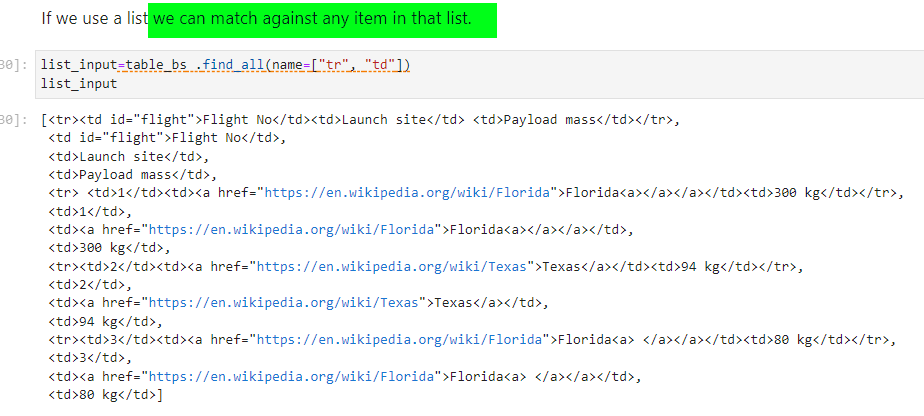 If we use a list we can match against any item in that list.
30]: list_input=table_bs .find_all(name=["tr", "td"])
list_input
30]: [<tr><td id="flight">Flight No</td><td>Launch site</td> <td>Payload mass</td></tr>,
<td id="flight">Flight No</td>,
<td>Launch site</td>,
<td>Payload mass</td>,
<tr> <td>1</td><td><a href="https://en.wikipedia.org/wiki/Florida">Florida<a></a></a></td><td>300 kg</td></tr>,
<td>1</td>,
<td><a href="https://en.wikipedia.org/wiki/Florida">Florida<a></a></a></td>,
<td>300 kg</td>,
<tr><td>2</td><td><a href="https://en.wikipedia.org/wiki/Texas">Texas</a></td><td>94 kg</td></tr>,
<td>2</td>,
<td><a href="https://en.wikipedia.org/wiki/Texas">Texas</a></td>,
<td>94 kg</td>,
<tr><td>3</td><td><a href="https://en.wikipedia.org/wiki/Florida">Florida<a> </a></a></td><td>80 kg</td></tr>,
<td>3</td>,
<td><a href="https://en.wikipedia.org/wiki/Florida">Florida<a> </a></a></td>,
<td>80 kg</td>]